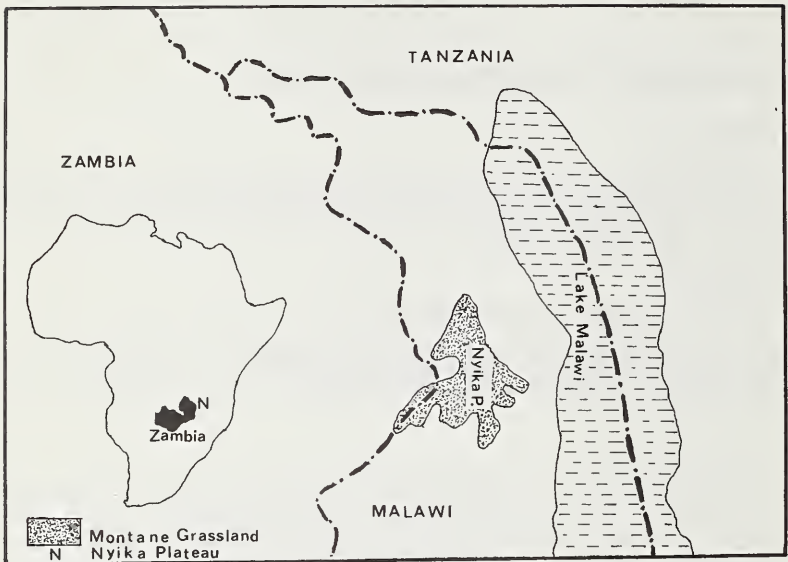 TANZANIA
ZAMBIA
Lake Malawi
Nyika P.
N
Zambia
MALAWI
Montane Grassland
N Nyika Plateau